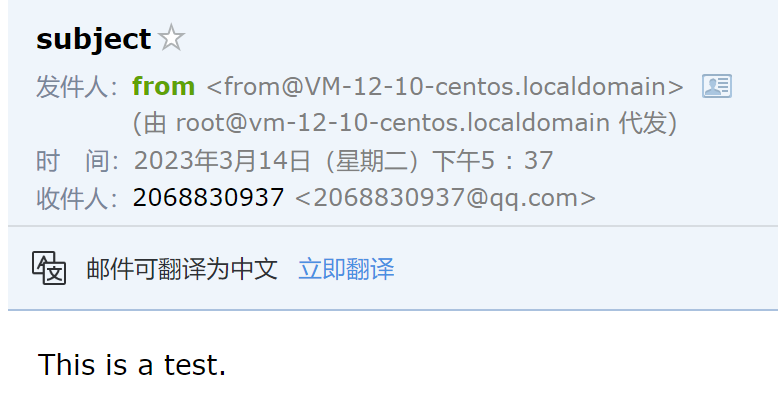 subject
发件人：from <from@VM-12-10-centos.localdomain>
(由 root@vm-12-10-centos.localdomain 代发)
时　间：2023年3月14日（星期二）下午5：37
收件人：2068830937 <2068830937@qq.com>
邮件可翻译为中文 立即翻译
This is a test.